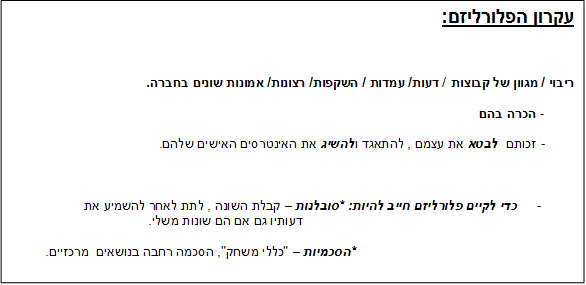 עקרון הפלורליזם:
ריבוי / מגוון של קבוצות / דעות/ עמדות / השקפות/ רצונות/ אמונות שונים בחברה.
- הכרה בהם
- זכותם לבטא את עצמם , להתאגד ולהשיג את האינטרסים האישים שלהם.
- כדי לקיים פלורליזם חייב להיות: *סובלנות – קבלת השונה , לתת לאחר להשמיע את
דעותיו גם אם הם שונות משלי.
*הסכמיות – "כללי משחק", הסכמה רחבה בנושאים מרכזיים.